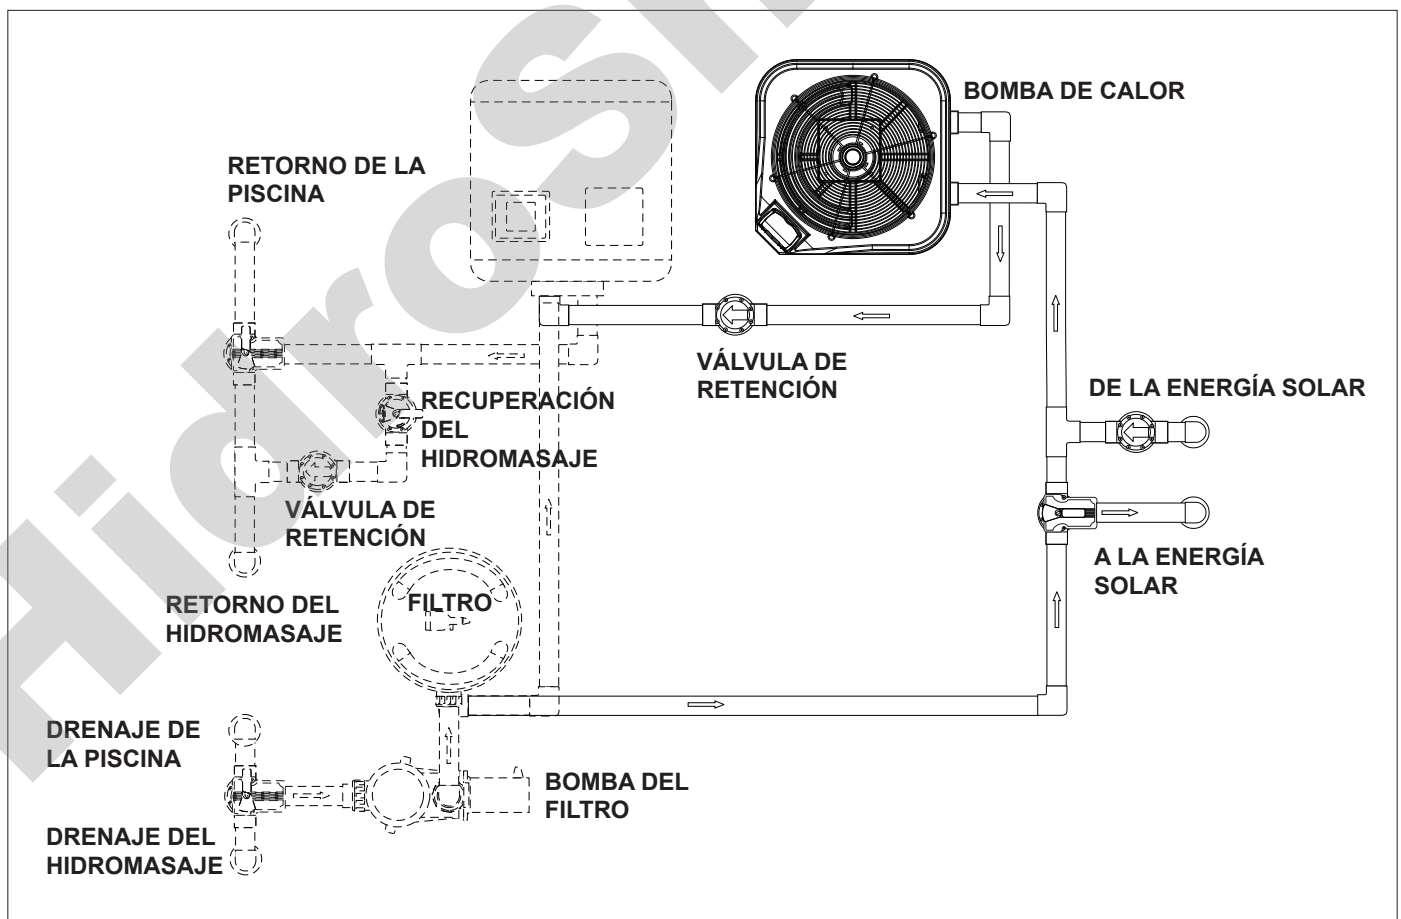 BOMBA DE CALOR
RETORNO DE LA
PISCINA
VÁLVULA DE
RETENCIÓN
DE LA ENERGÍA SOLAR
RECUPERACIÓN
DEL
HIDROMASAJE
VÁLVULA DE
RETENCIÓN
A LA ENERGÍA
SOLAR
RETORNO DEL
HIDROMASAJE
FILTRO
DRENAJE DE
LA PISCINA
BOMBA DEL
FILTRO
DRENAJE DEL
HIDROMASAJE